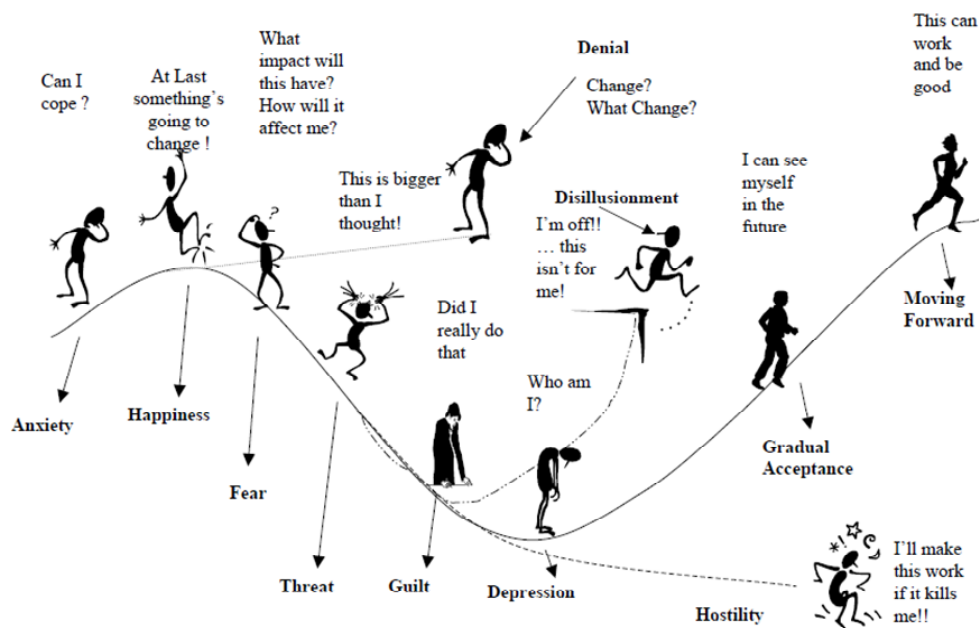 Can I
cope ?
At Last
something's
going to
change !
What
impact will
this have?
How will it
affect me?
This is bigger
than I
thought!
Denial
Change?
What Change?
Disillusionment
I'm off!!
… this
isn't for
me!
I can see
myself
in the
future
This can
work
and be
good
?
Did I
really do
that
Who am
I?
Anxiety
Happiness
Fear
Threat
Guilt
Depression
Hostility
Gradual
Acceptance
Moving
Forward
I'll make
this work
if it kills
me!!